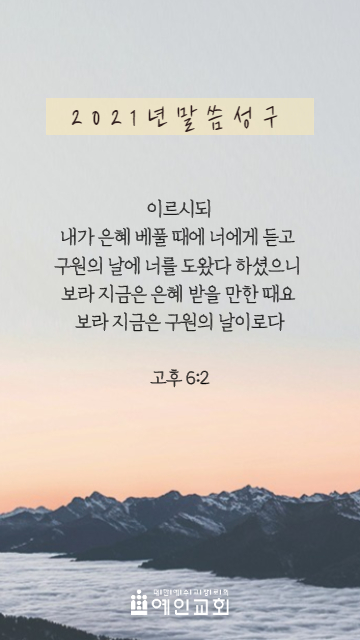 2021년말씀성구
이르시되
내가 은혜 베풀 때에 너에게 듣고
구원의 날에 너를 도왔다 하셨으니
보라 지금은 은혜 받을 만한 때요
보라 지금은 구원의 날이로다
고후 6:2
예인교회